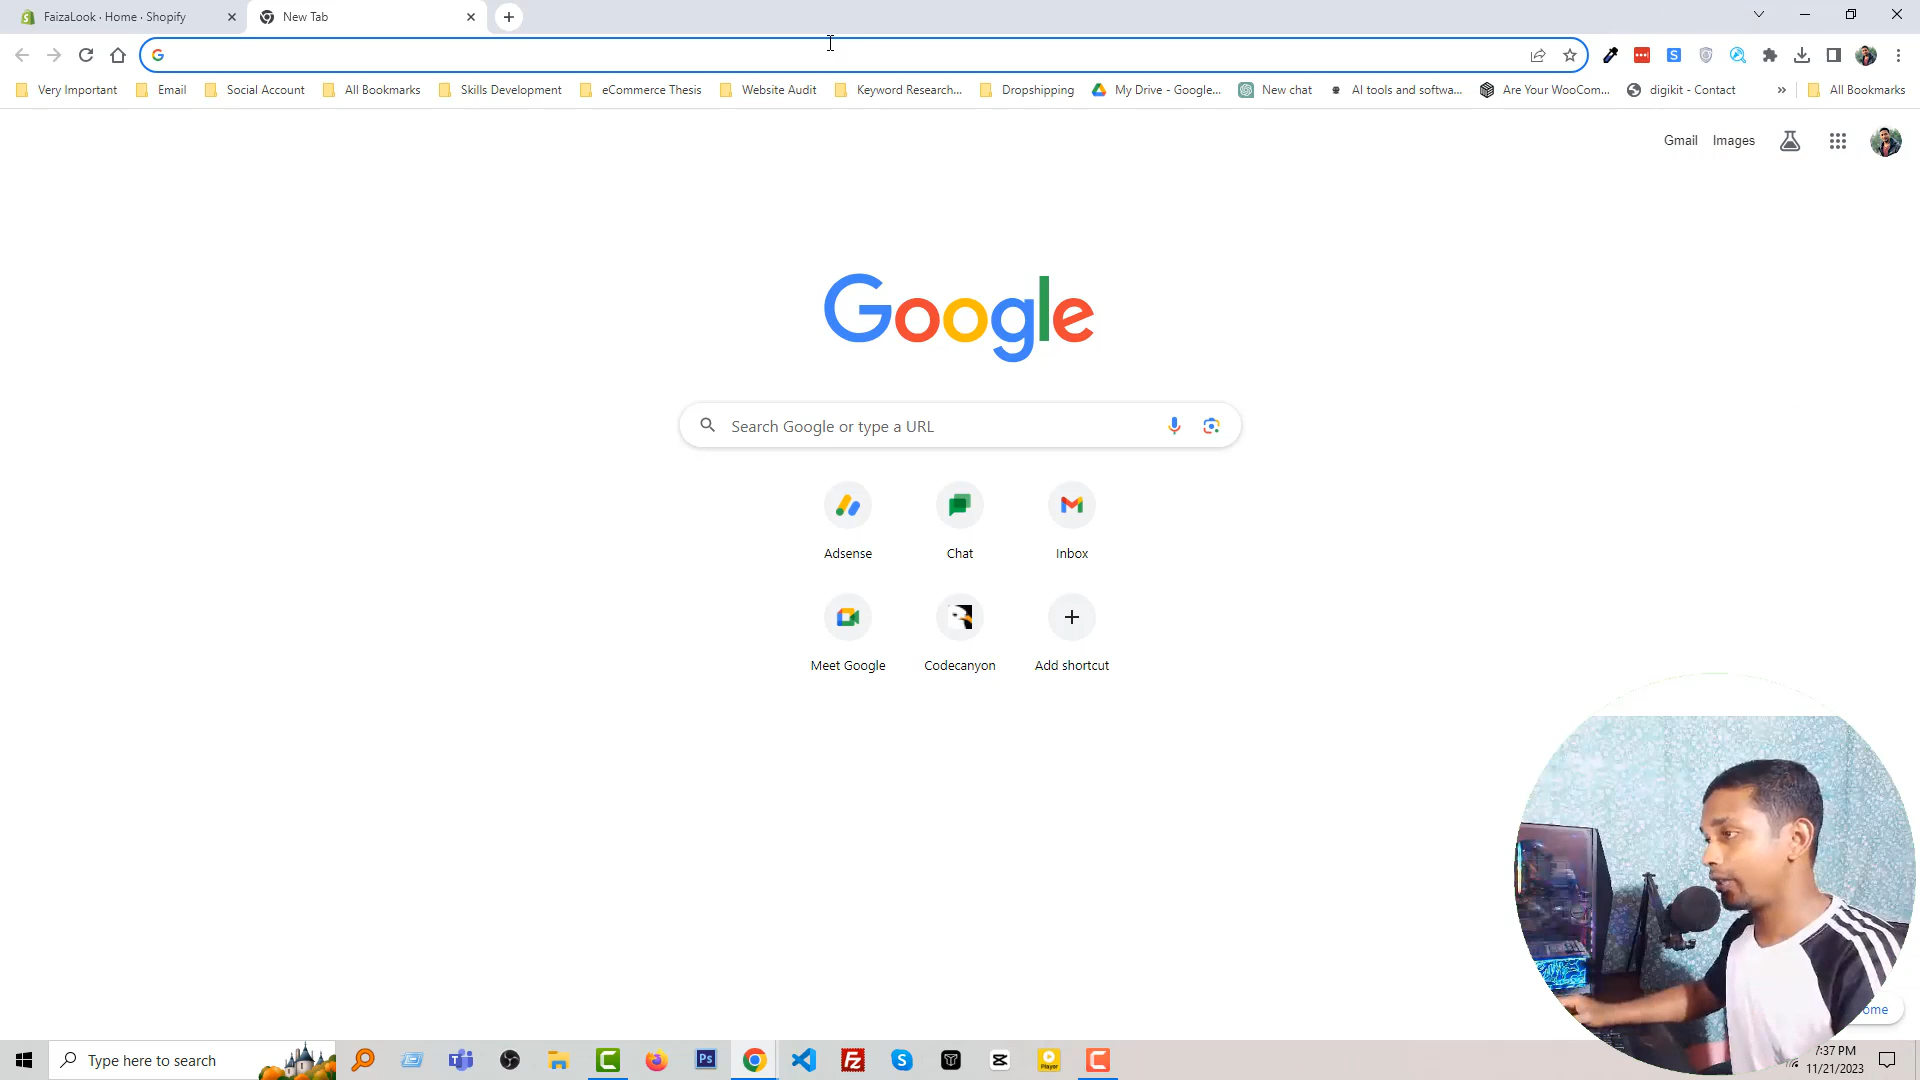 FaizaLook · Home · Shopify
New Tab
Very Important
Email
Social Account
All Bookmarks
Skills Development
eCommerce Thesis
Website Audit
Keyword Research...
Dropshipping
My Drive - Google...
New chat
AI tools and softwa...
Are Your WooCom...
digikit - Contact
»
All Bookmarks
Gmail
Images
Google
Search Google or type a URL
Adsense
Chat
Inbox
Meet Google
Codecanyon
Add shortcut
Type here to search
Ps
Player
7:37 PM
11/21/2023